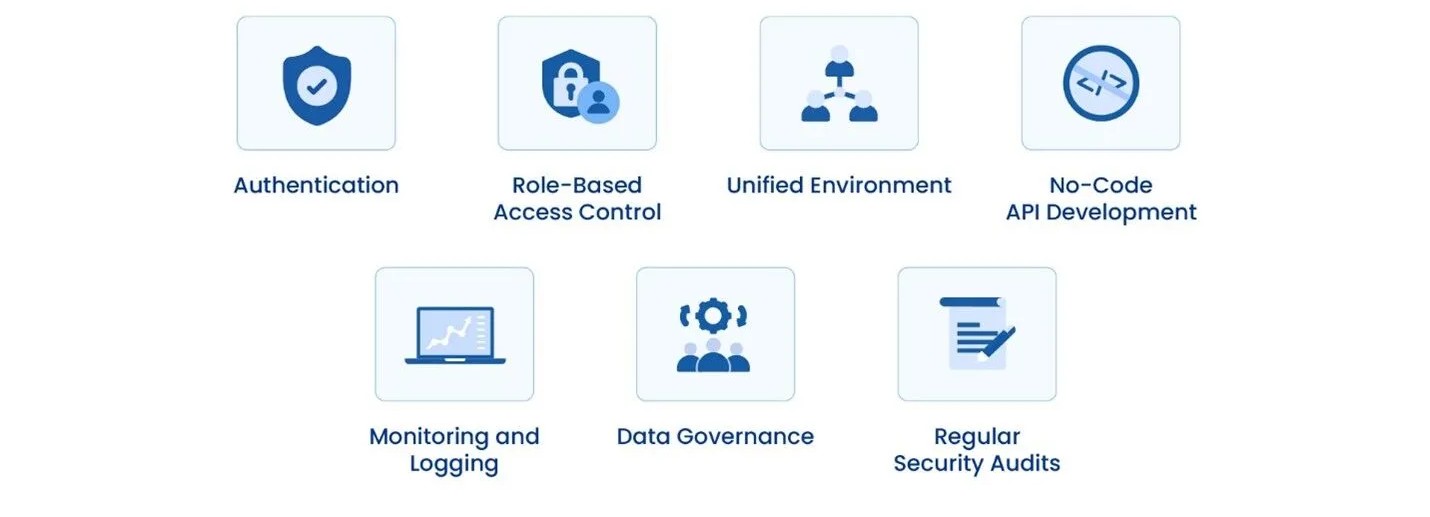 Authentication
Role-Based
Access Control
Unified Environment
No-Code
API Development
Monitoring and
Logging
Data Governance
Regular
Security Audits